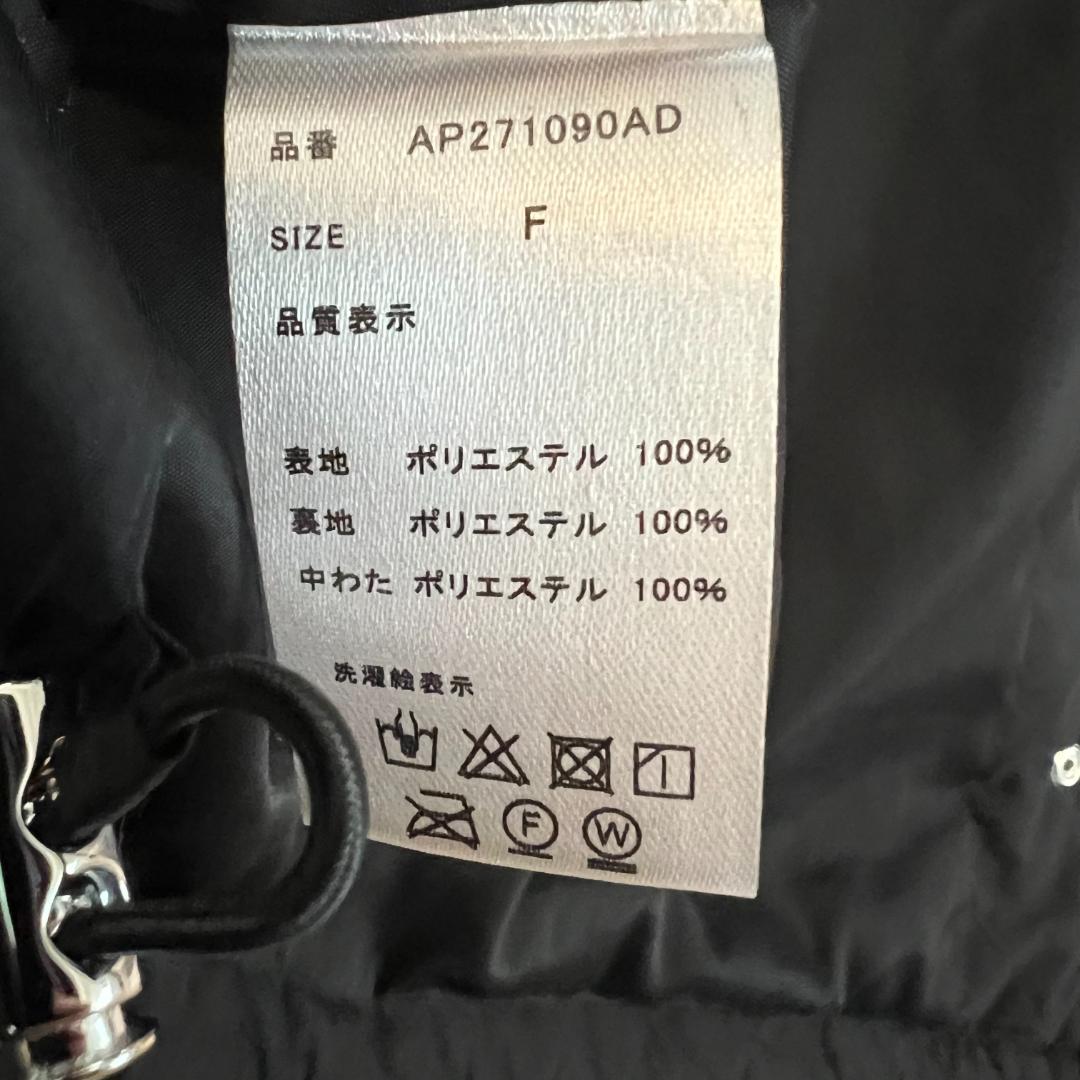 品番 AP271090AD
SIZE F
品質表示
表地 ポリエステル 100%
裏地 ポリエステル 100%
中わた ポリエステル 100%
洗濯絵表示
F W